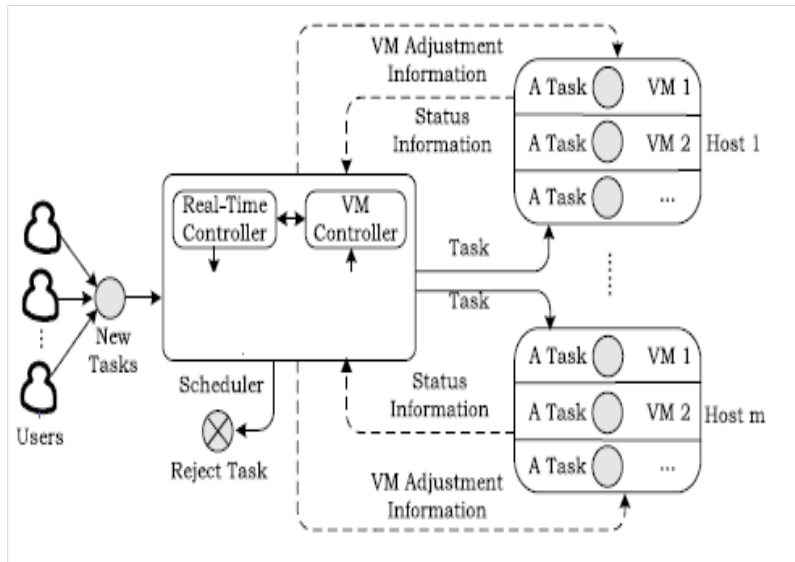 VM Adjustment
Information
Status
Information
A Task VM 1
A Task VM 2
A Task ...
Host 1
Real-Time
Controller
VM
Controller
Task
Task
New
Tasks
Users
Scheduler
Reject Task
Status
Information
VM Adjustment
Information
A Task VM 1
A Task VM 2
A Task ...
Host m